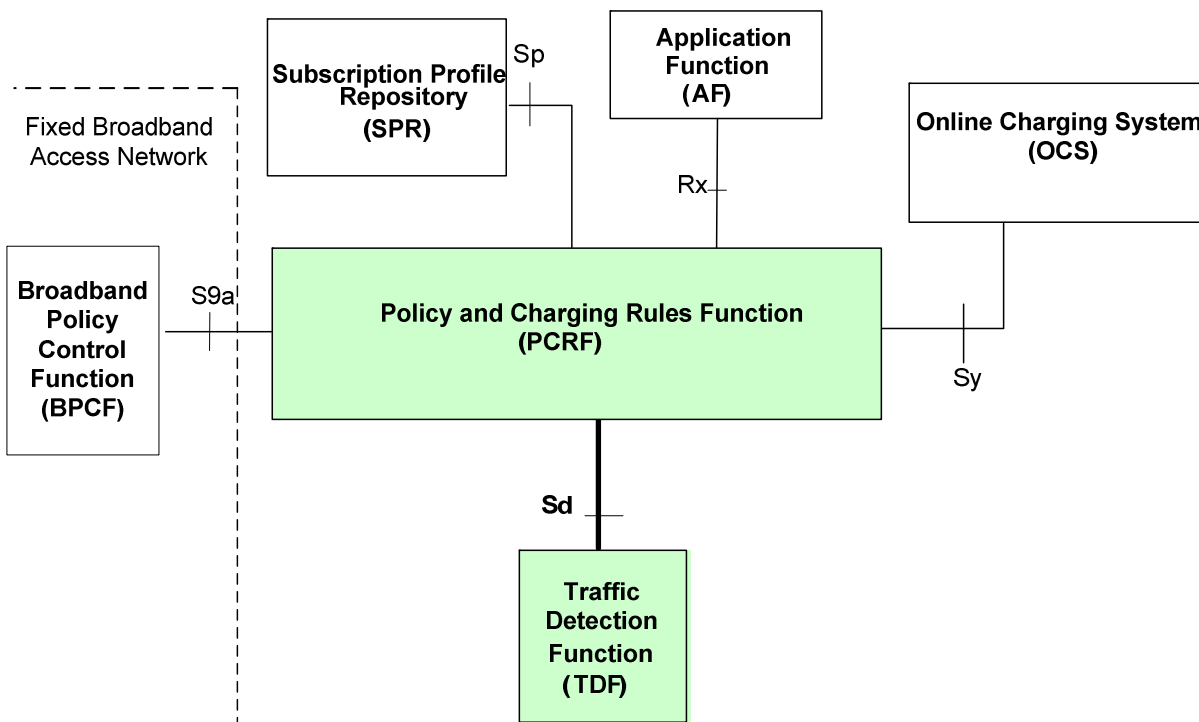 Sp
Subscription Profile
Repository
(SPR)
Application
Function
(AF)
Online Charging System
(OCS)
Fixed Broadband
Access Network
Rx
Broadband
Policy
Control
Function
(BPCF)
S9a
Policy and Charging Rules Function
(PCRF)
Sy
Sd
Traffic
Detection
Function
(TDF)